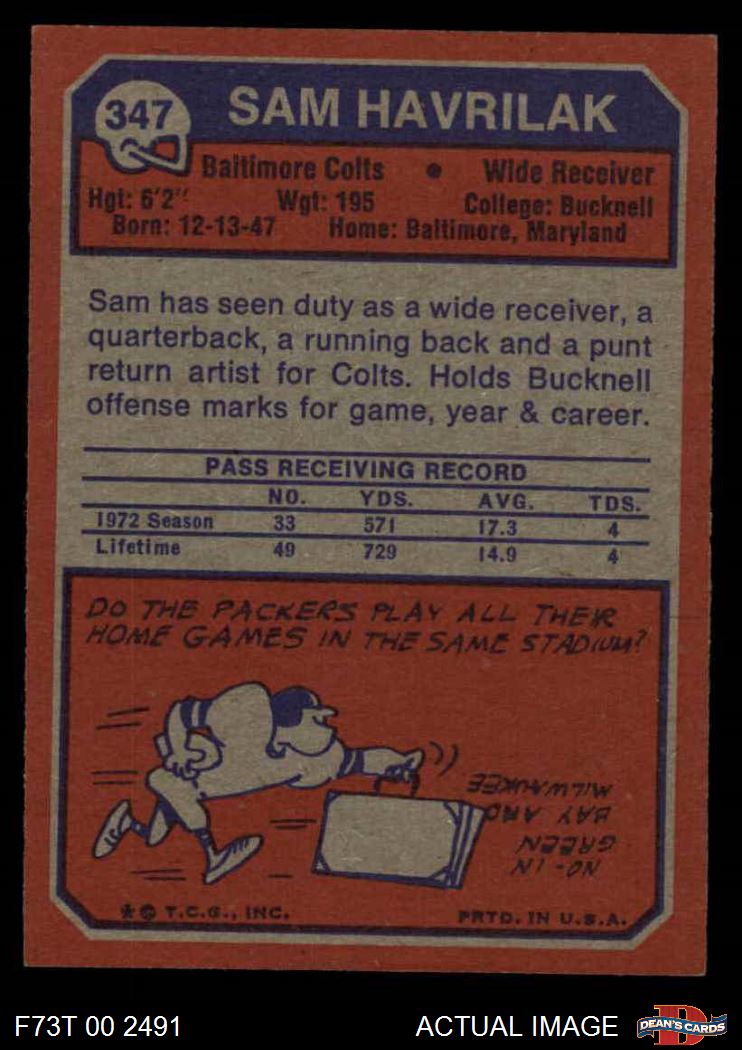 347
SAM HAVRILAK
Baltimore Colts • Wide Receiver
Hgt: 6'2" Wgt: 195 College: Bucknell
Born: 12-13-47 Home: Baltimore, Maryland
Sam has seen duty as a wide receiver, a
quarterback, a running back and a punt
return artist for Colts. Holds Bucknell
offense marks for game, year & career.
PASS RECEIVING RECORD
NO. YDS. AVG. TDS.
1972 Season 33 571 17.3 4
Lifetime 49 729 14.9 4
DO THE PACKERS PLAY ALL THEIR
HOME GAMES IN THE SAME STADIUM?
NO - IN
GREEN
BAY AND
MILWAUKEE
* © T.C.G., INC. PRTD. IN U.S.A.
F73T 00 2491 ACTUAL IMAGE
DEAN'S CARDS